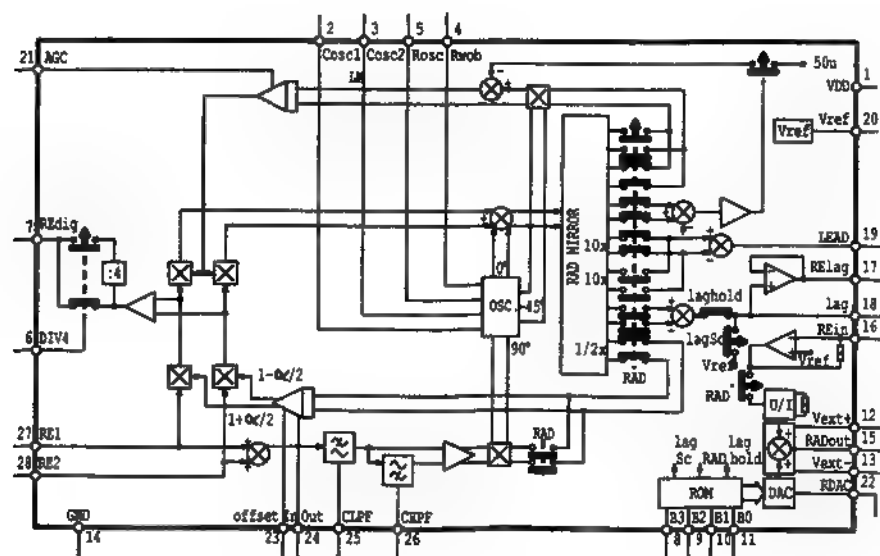 2 3 5 4
21 AGC
Cosc1 Cosc2 Rosc Rwob
50u
1
VDD
Vref 20
Vref
7 REdig
:4
6 DIV4
0°
OSC
45°
90°
RAD MIRROR
10x
10x
1/2x
RAD
LEAD 19
RElag 17
laghold
lag 18
REin 16
lagSc
Vref
Vref
RAD
U/I
1-α/2
1+α/2
27 RE1
28 RE2
RAD
Vext+ 12
RADout 15
Vext- 13
RDAC 22
lag Sc
RAD
lag hold
ROM
DAC
B3 B2 B1 B0
GND
14
offset In Out
23 24
CLPF
25
CHPF
26
8 9 10 11